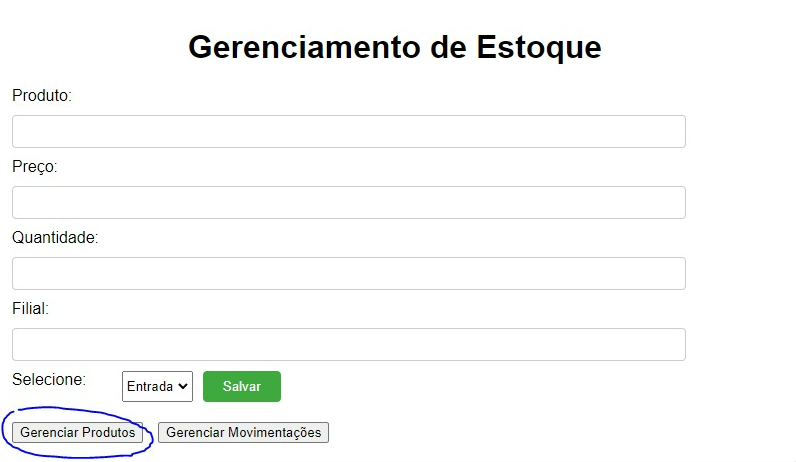 Gerenciamento de Estoque
Produto:
Preço:
Quantidade:
Filial:
Selecione: Entrada Salvar
Gerenciar Produtos Gerenciar Movimentações